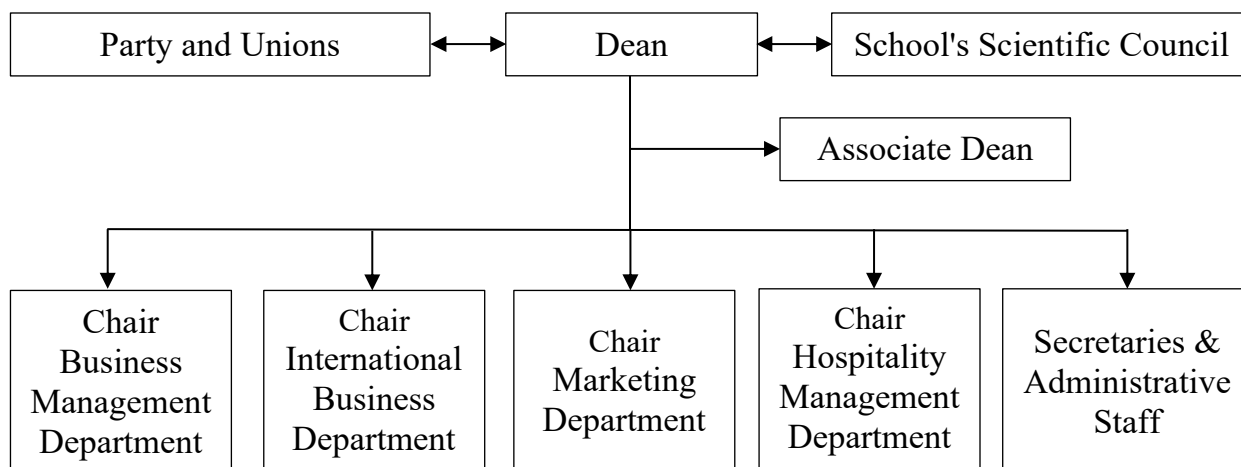 Party and Unions
Dean
School's Scientific Council
Associate Dean
Chair
Business
Management
Department
Chair
International
Business
Department
Chair
Marketing
Department
Chair
Hospitality
Management
Department
Secretaries &
Administrative
Staff